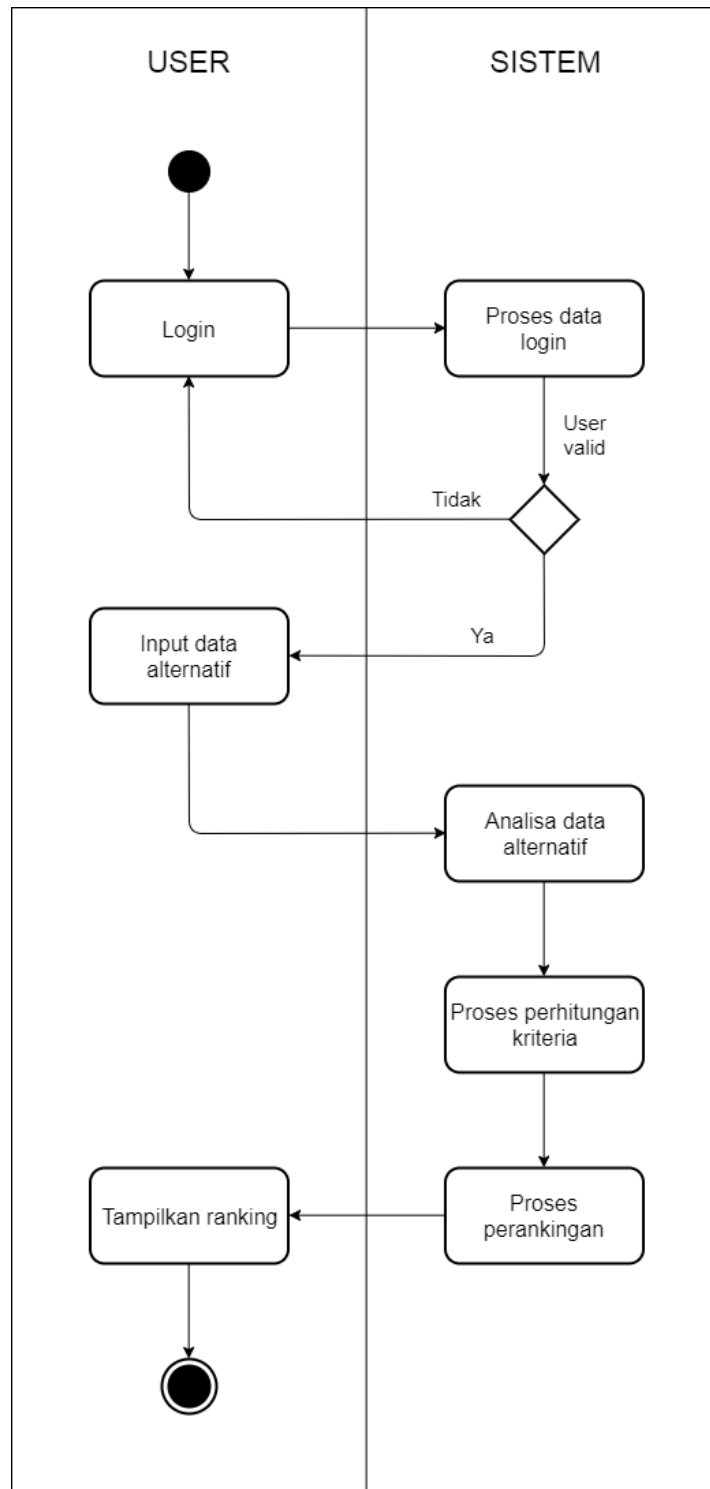 USER
SISTEM
Login
Proses data
login
User
valid
Tidak
Ya
Input data
alternatif
Analisa data
alternatif
Proses perhitungan
kriteria
Proses
perankingan
Tampilkan ranking